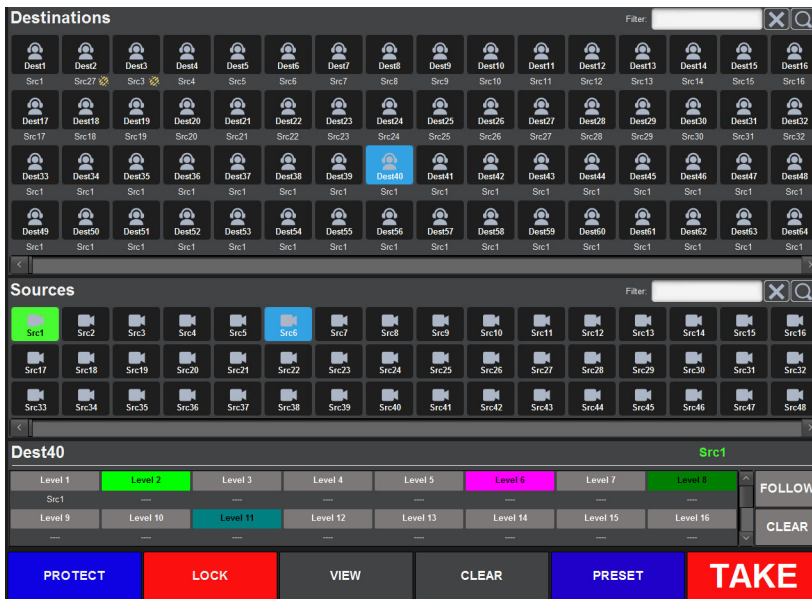 Destinations Filter:
Dest1 Dest2 Dest3 Dest4 Dest5 Dest6 Dest7 Dest8 Dest9 Dest10 Dest11 Dest12 Dest13 Dest14 Dest15 Dest16
Src1 Src27 Src3 Src4 Src5 Src6 Src7 Src8 Src9 Src10 Src11 Src12 Src13 Src14 Src15 Src16
Dest17 Dest18 Dest19 Dest20 Dest21 Dest22 Dest23 Dest24 Dest25 Dest26 Dest27 Dest28 Dest29 Dest30 Dest31 Dest32
Src17 Src18 Src19 Src20 Src21 Src22 Src23 Src24 Src25 Src26 Src27 Src28 Src29 Src30 Src31 Src32
Dest33 Dest34 Dest35 Dest36 Dest37 Dest38 Dest39 Dest40 Dest41 Dest42 Dest43 Dest44 Dest45 Dest46 Dest47 Dest48
Src1 Src1 Src1 Src1 Src1 Src1 Src1 Src1 Src1 Src1 Src1 Src1 Src1 Src1 Src1 Src1
Dest49 Dest50 Dest51 Dest52 Dest53 Dest54 Dest55 Dest56 Dest57 Dest58 Dest59 Dest60 Dest61 Dest62 Dest63 Dest64
Src1 Src1 Src1 Src1 Src1 Src1 Src1 Src1 Src1 Src1 Src1 Src1 Src1 Src1 Src1 Src1
Sources Filter:
Src1 Src2 Src3 Src4 Src5 Src6 Src7 Src8 Src9 Src10 Src11 Src12 Src13 Src14 Src15 Src16
Src17 Src18 Src19 Src20 Src21 Src22 Src23 Src24 Src25 Src26 Src27 Src28 Src29 Src30 Src31 Src32
Src33 Src34 Src35 Src36 Src37 Src38 Src39 Src40 Src41 Src42 Src43 Src44 Src45 Src46 Src47 Src48
Dest40 Src1
Level 1 Level 2 Level 3 Level 4 Level 5 Level 6 Level 7 Level 8
Src1 ---- ---- ---- ---- ---- ---- ----
FOLLOW
Level 9 Level 10 Level 11 Level 12 Level 13 Level 14 Level 15 Level 16
---- ---- ---- ---- ---- ---- ---- ----
CLEAR
PROTECT LOCK VIEW CLEAR PRESET TAKE